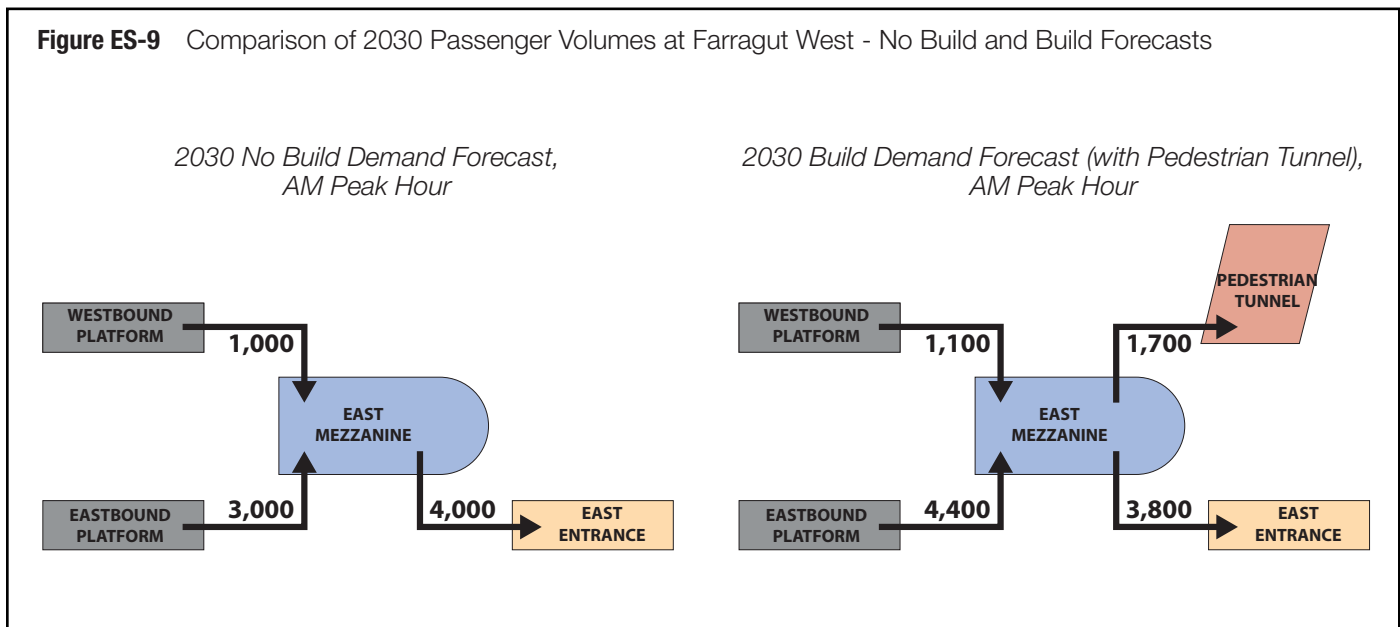 Figure ES-9 Comparison of 2030 Passenger Volumes at Farragut West - No Build and Build Forecasts
2030 No Build Demand Forecast,
AM Peak Hour
WESTBOUND
PLATFORM
1,000
EAST
MEZZANINE
EASTBOUND
PLATFORM
3,000
4,000
EAST
ENTRANCE
2030 Build Demand Forecast (with Pedestrian Tunnel),
AM Peak Hour
PEDESTRIAN
TUNNEL
WESTBOUND
PLATFORM
1,100
1,700
EAST
MEZZANINE
EASTBOUND
PLATFORM
4,400
3,800
EAST
ENTRANCE